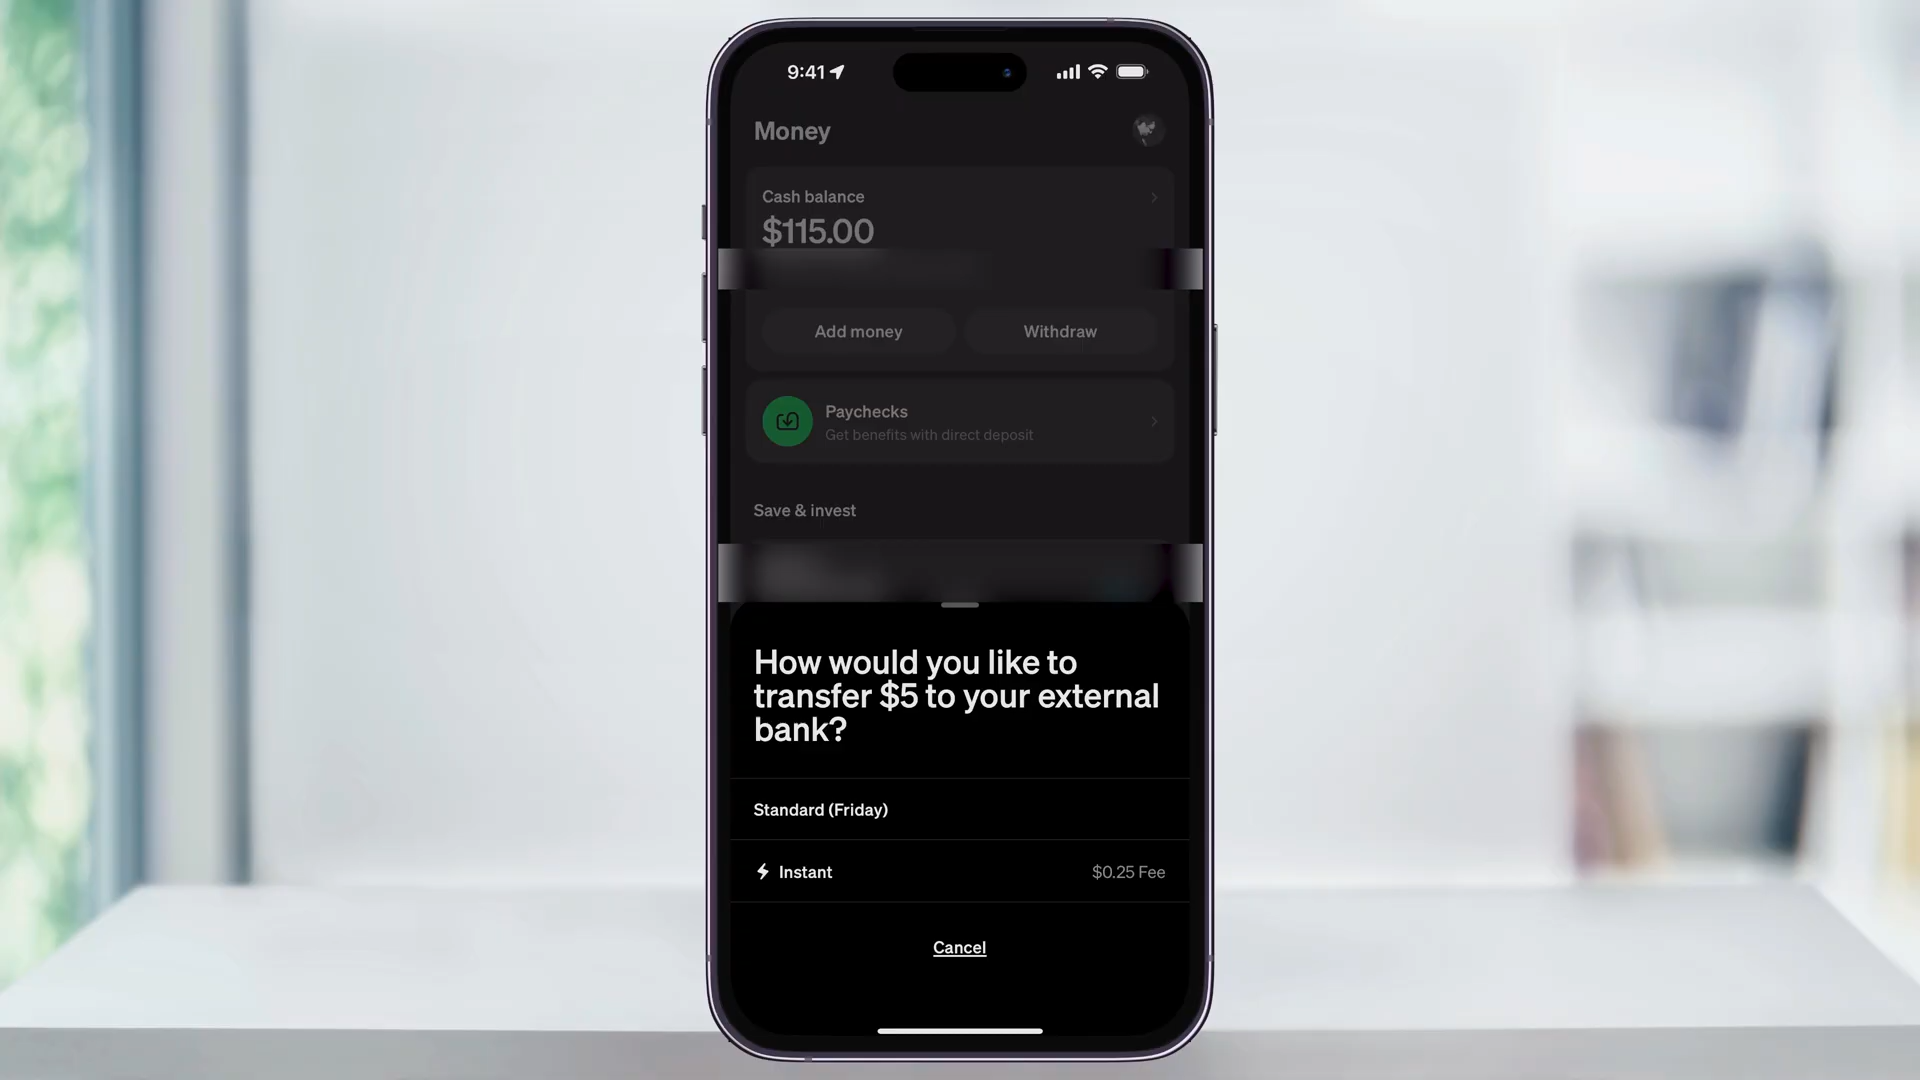 9:41
Money
Cash balance
$115.00
Add money
Withdraw
Paychecks
Get benefits with direct deposit
Save & invest
How would you like to
transfer $5 to your external
bank?
Standard (Friday)
Instant
$0.25 Fee
Cancel